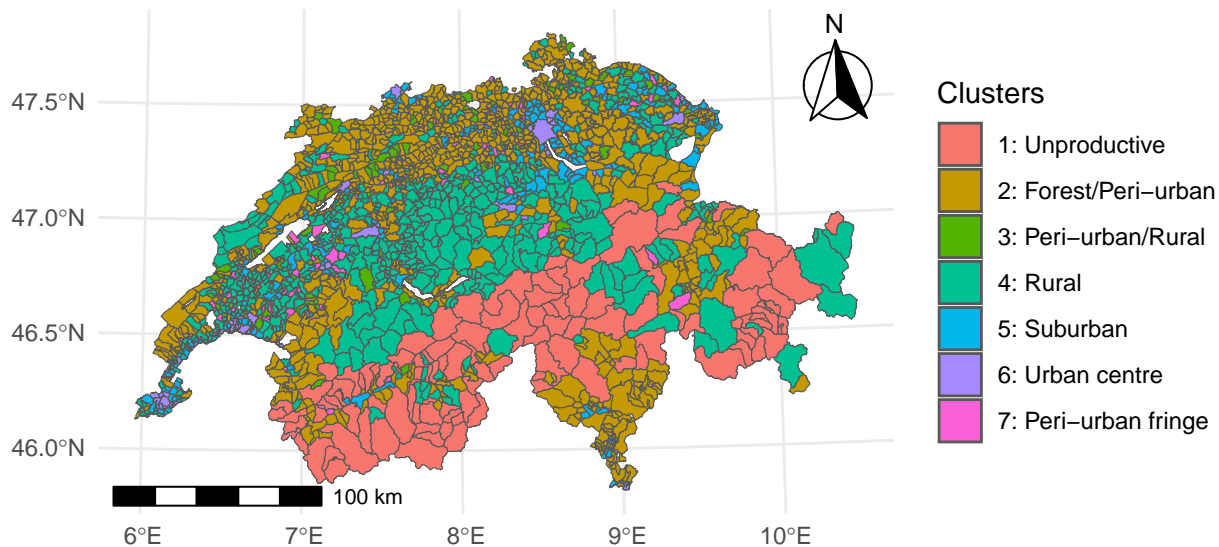 N
47.5°N
47.0°N
46.5°N
46.0°N
100 km
6°E
7°E
8°E
9°E
10°E
Clusters
1: Unproductive
2: Forest/Peri−urban
3: Peri−urban/Rural
4: Rural
5: Suburban
6: Urban centre
7: Peri−urban fringe